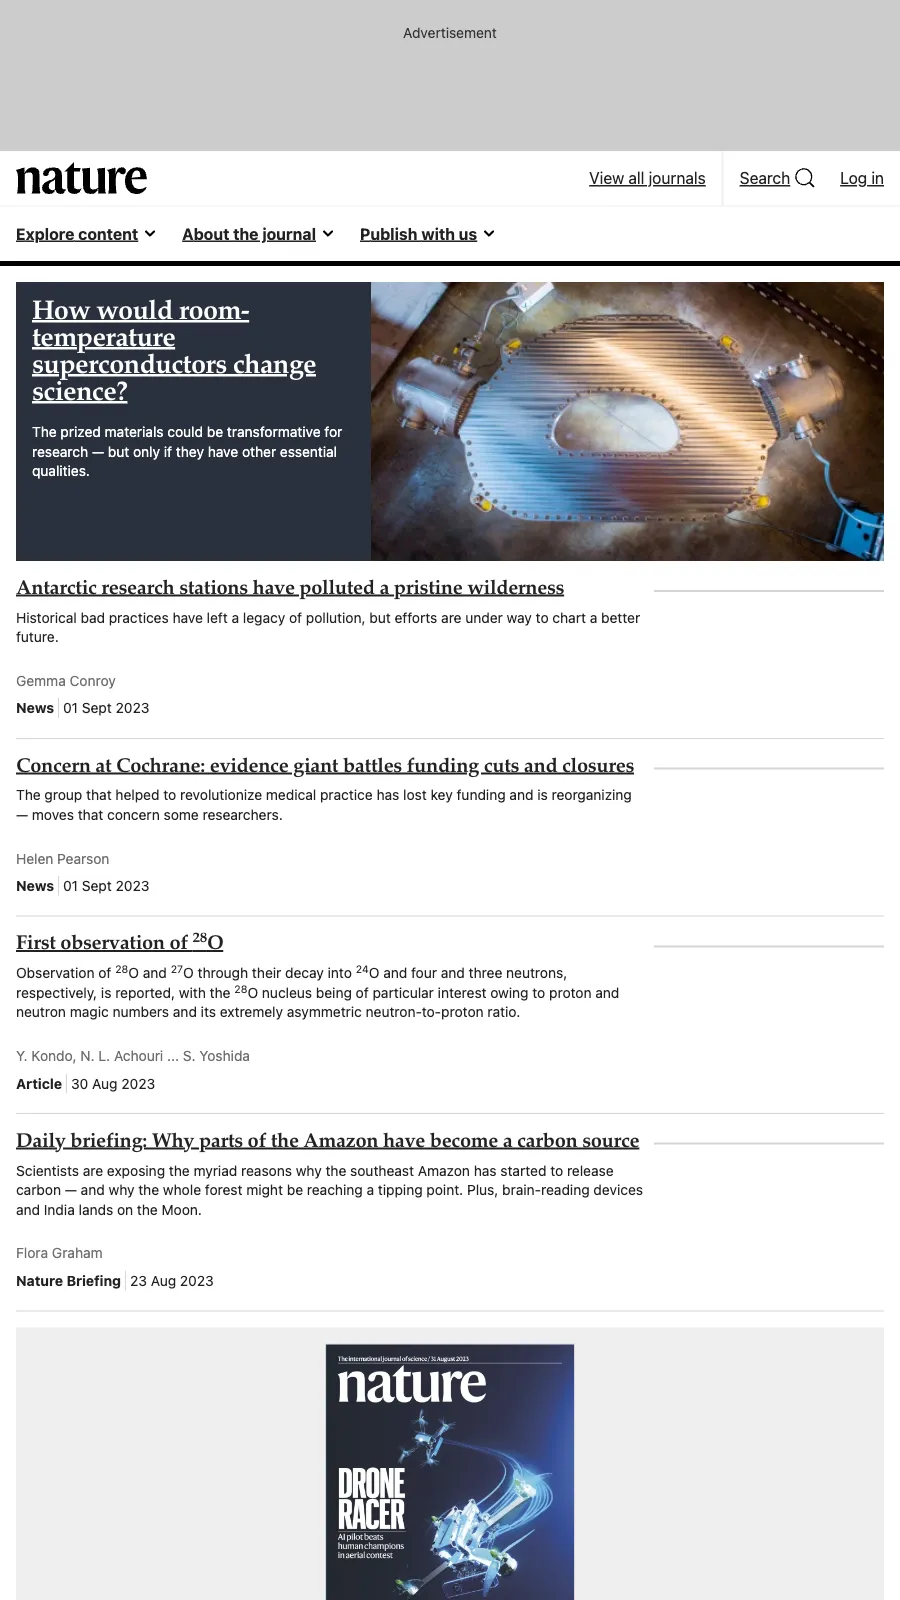 Advertisement
nature
View all journals
Search
Log in
Explore content
About the journal
Publish with us
How would room-
temperature
superconductors change
science?
The prized materials could be transformative for
research — but only if they have other essential
qualities.
Antarctic research stations have polluted a pristine wilderness
Historical bad practices have left a legacy of pollution, but efforts are under way to chart a better
future.
Gemma Conroy
News 01 Sept 2023
Concern at Cochrane: evidence giant battles funding cuts and closures
The group that helped to revolutionize medical practice has lost key funding and is reorganizing
— moves that concern some researchers.
Helen Pearson
News 01 Sept 2023
First observation of ²⁸O
Observation of ²⁸O and ²⁷O through their decay into ²⁴O and four and three neutrons,
respectively, is reported, with the ²⁸O nucleus being of particular interest owing to proton and
neutron magic numbers and its extremely asymmetric neutron-to-proton ratio.
Y. Kondo, N. L. Achouri ... S. Yoshida
Article 30 Aug 2023
Daily briefing: Why parts of the Amazon have become a carbon source
Scientists are exposing the myriad reasons why the southeast Amazon has started to release
carbon — and why the whole forest might be reaching a tipping point. Plus, brain-reading devices
and India lands on the Moon.
Flora Graham
Nature Briefing 23 Aug 2023
The international journal of science / 31 August 2023
nature
DRONE
RACER
AI pilot beats
human champions
in aerial contest